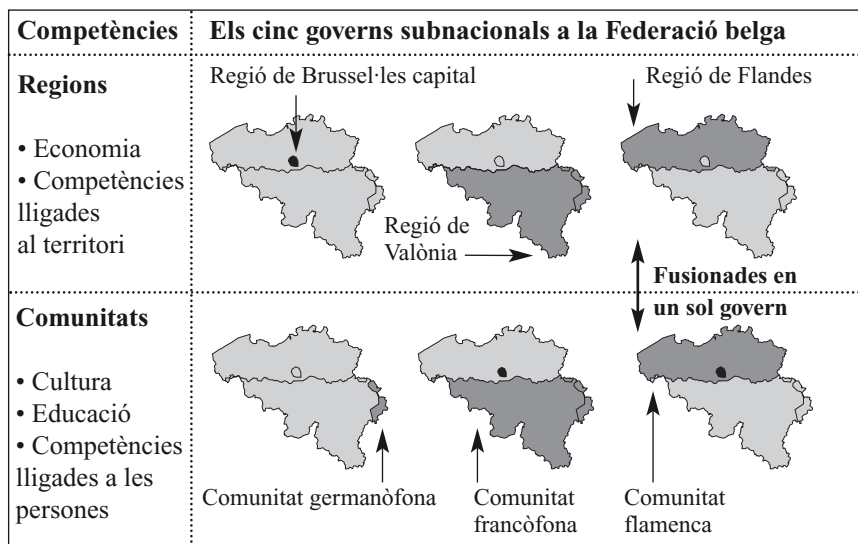 Competències
Els cinc governs subnacionals a la Federació belga
Regions
• Economia
• Competències
lligades
al territori
Regió de Brussel·les capital
Regió de Flandes
Regió de
Valònia
Fusionades en
un sol govern
Comunitats
• Cultura
• Educació
• Competències
lligades a les
persones
Comunitat germanòfona
Comunitat
francòfona
Comunitat
flamenca